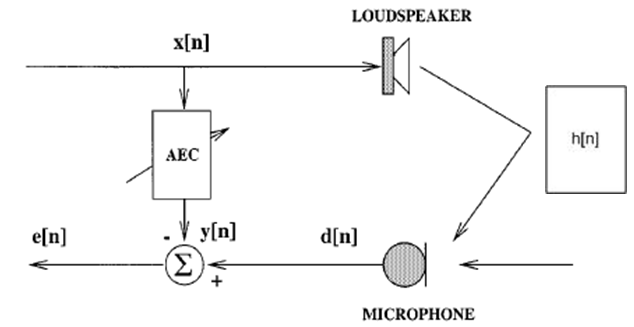 LOUDSPEAKER
x[n]
h[n]
AEC
e[n]
-
y[n]
d[n]
Σ
+
MICROPHONE